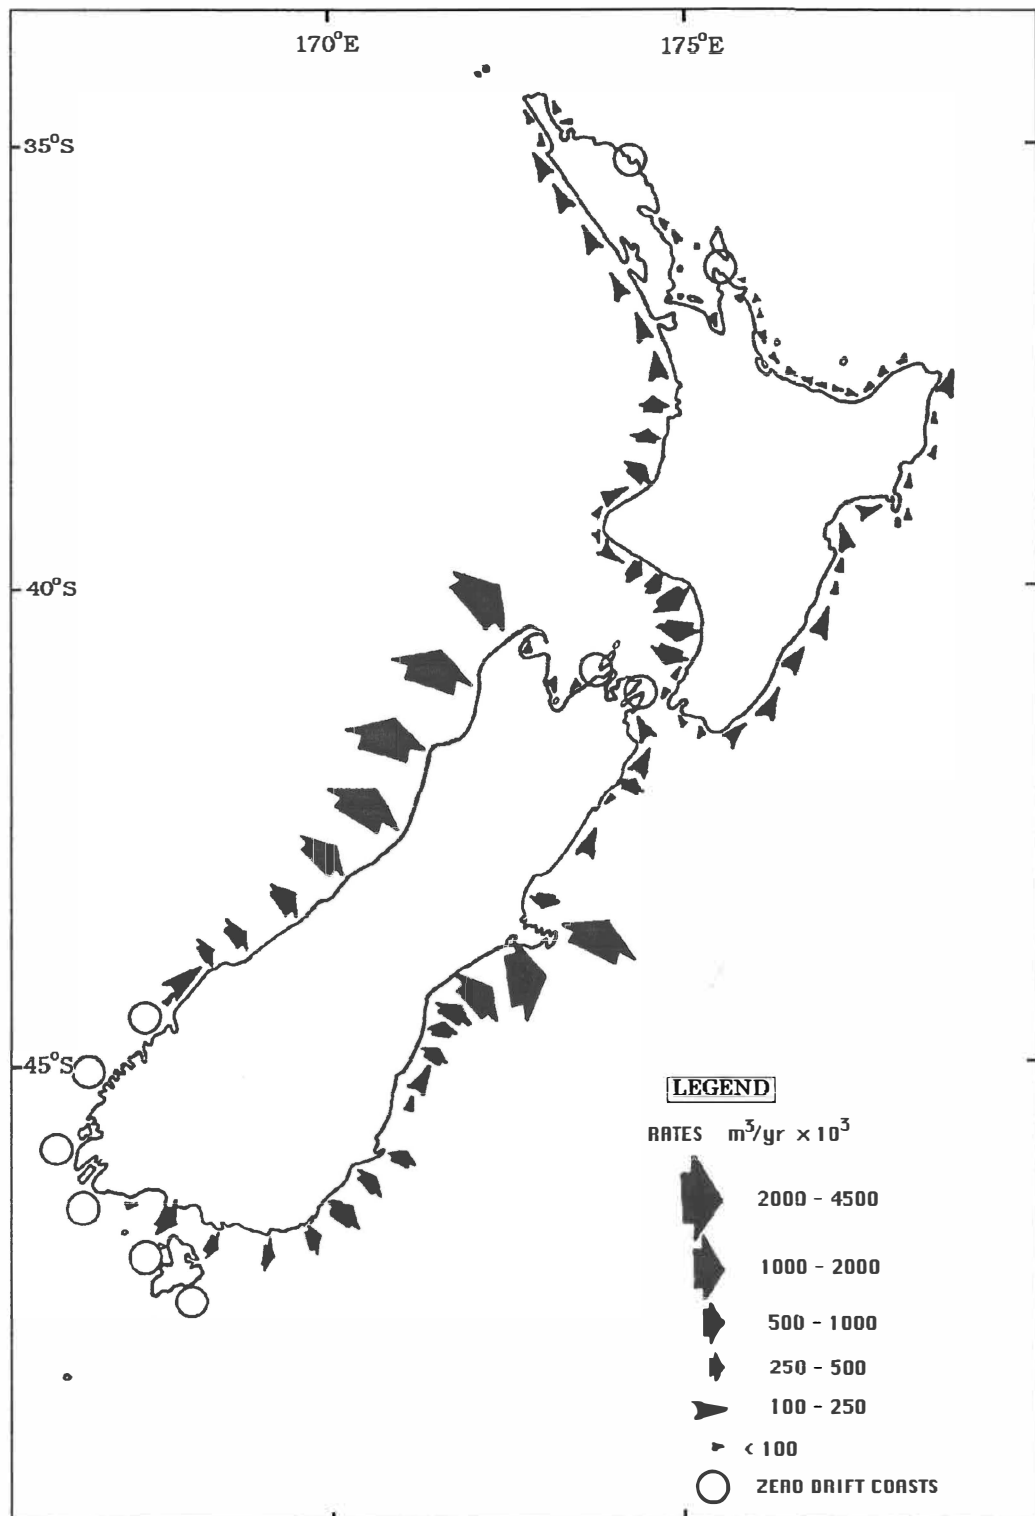 170°E 175°E
35°S
40°S
45°S
LEGEND
RATES m³/yr × 10³
2000 - 4500
1000 - 2000
500 - 1000
250 - 500
100 - 250
< 100
ZERO DRIFT COASTS